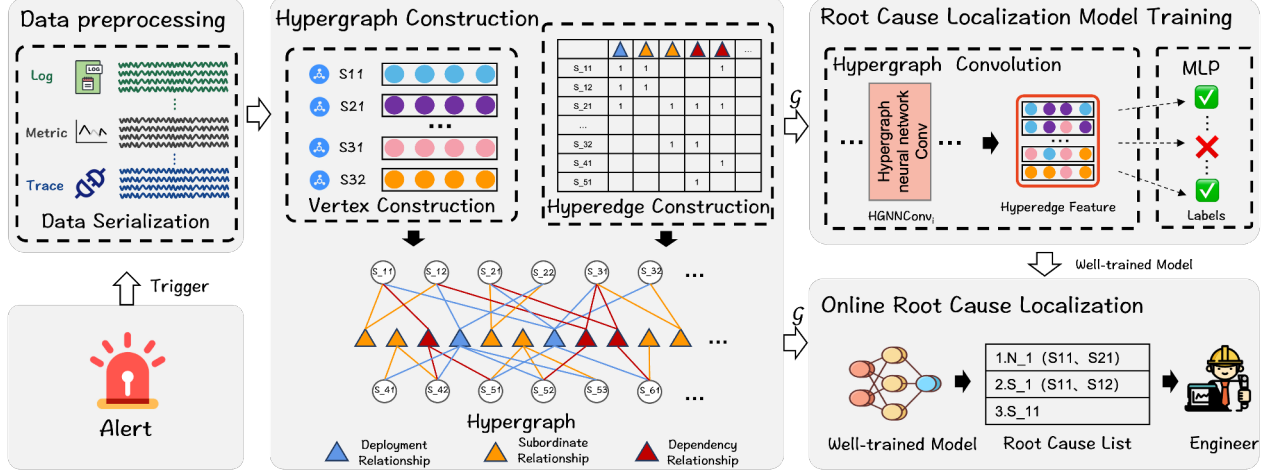 Data preprocessing
Log
LOG
Metric
Trace
Data Serialization
Trigger
Alert
Hypergraph Construction
S11
S21
...
S31
S32
Vertex Construction
...
S_11 1 1 1
S_12 1 1
S_21 1 1 1 1
...
S_32 1 1
S_41 1
S_51 1
Hyperedge Construction
S_11 S_12 S_21 S_22 S_31 S_32 ...
...
S_41 S_42 S_51 S_52 S_53 S_61 ...
Hypergraph
Deployment Relationship
Subordinate Relationship
Dependency Relationship
𝒢
𝒢
Root Cause Localization Model Training
Hypergraph Convolution
...
Hypergraph
neural network
Conv
...
HGNNConvᵢ
Hyperedge Feature
MLP
Labels
Well-trained Model
Online Root Cause Localization
Well-trained Model
1.N_1 (S11、S21)
2.S_1 (S11、S12)
3.S_11
Root Cause List
Engineer